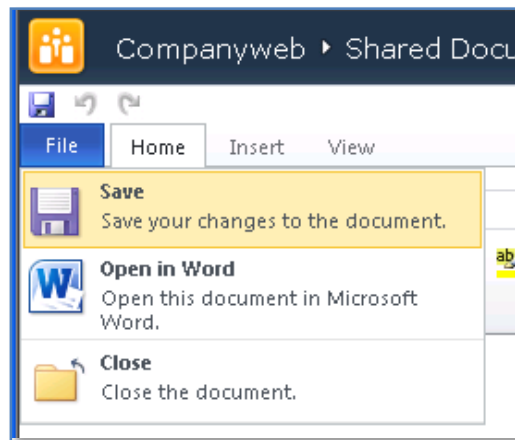 Companyweb ▸ Shared Docu
File Home Insert View
Save
Save your changes to the document.
Open in Word
Open this document in Microsoft
Word.
Close
Close the document.
ab